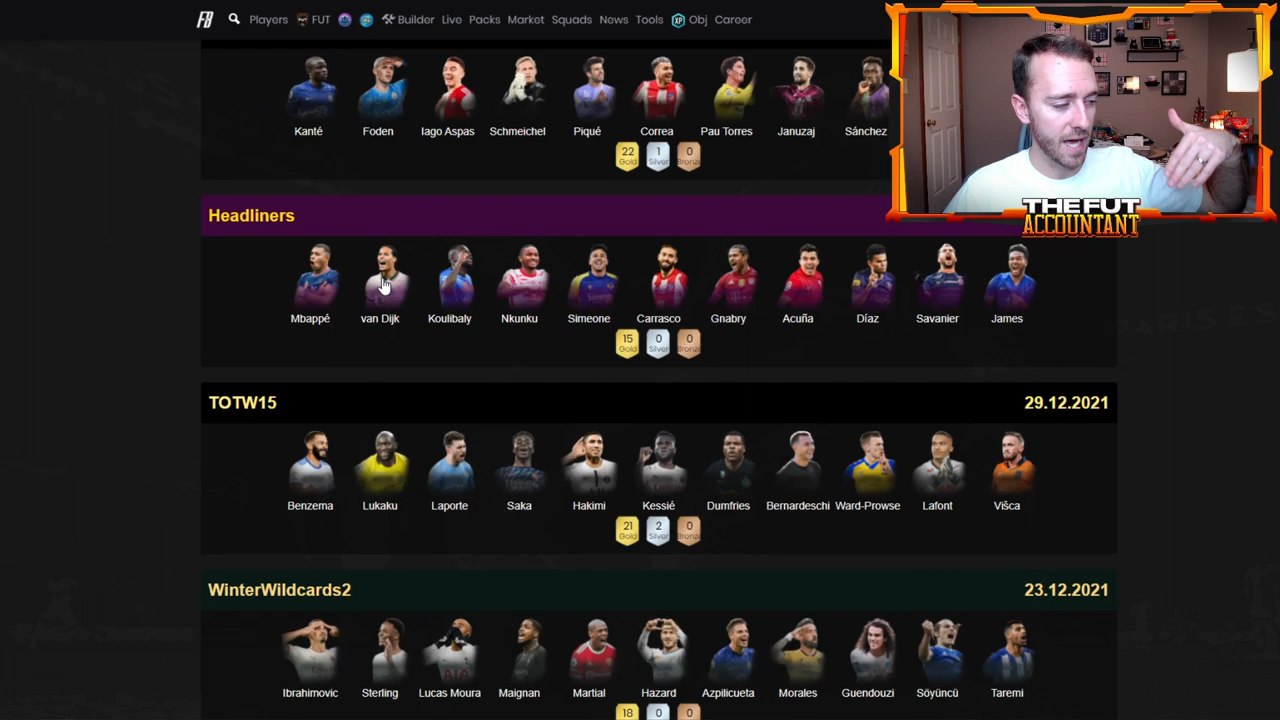 FB Players FUT Builder Live Packs Market Squads News Tools XP Obj Career
Kanté Foden Iago Aspas Schmeichel Piqué Correa Pau Torres Januzaj Sánchez
22 1 0
Gold Silver Bronze
THE FUT
ACCOUNTANT
Headliners
Mbappé van Dijk Koulibaly Nkunku Simeone Carrasco Gnabry Acuña Díaz Savanier James
15 0 0
Gold Silver Bronze
TOTW15 29.12.2021
Benzema Lukaku Laporte Saka Hakimi Kessié Dumfries Bernardeschi Ward-Prowse Lafont Višca
21 2 0
Gold Silver Bronze
WinterWildcards2 23.12.2021
Ibrahimovic Sterling Lucas Moura Maignan Martial Hazard Azpilicueta Morales Guendouzi Söyüncü Taremi
18 0 0